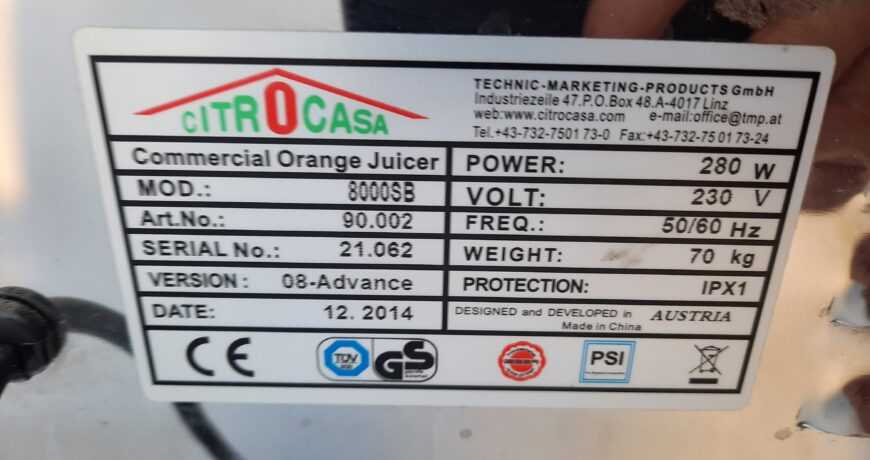 CITROCASA
TECHNIC-MARKETING-PRODUCTS GmbH
Industriezeile 47.P.O.Box 48.A-4017 Linz
web:www.citrocasa.com e-mail:office@tmp.at
Tel.+43-732-7501 73-0 Fax:+43-732-75 01 73-24
Commercial Orange Juicer
MOD.: 8000SB
Art.No.: 90.002
SERIAL No.: 21.062
VERSION : 08-Advance
DATE: 12. 2014
POWER: 280 W
VOLT: 230 V
FREQ.: 50/60 Hz
WEIGHT: 70 kg
PROTECTION: IPX1
DESIGNED and DEVELOPED in AUSTRIA
Made in China
CE
TÜV
GS
PSI